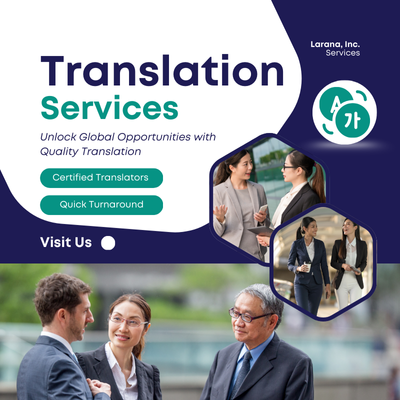 Larana, Inc.
Services
Translation
Services
Unlock Global Opportunities with
Quality Translation
Certified Translators
Quick Turnaround
Visit Us
A
가